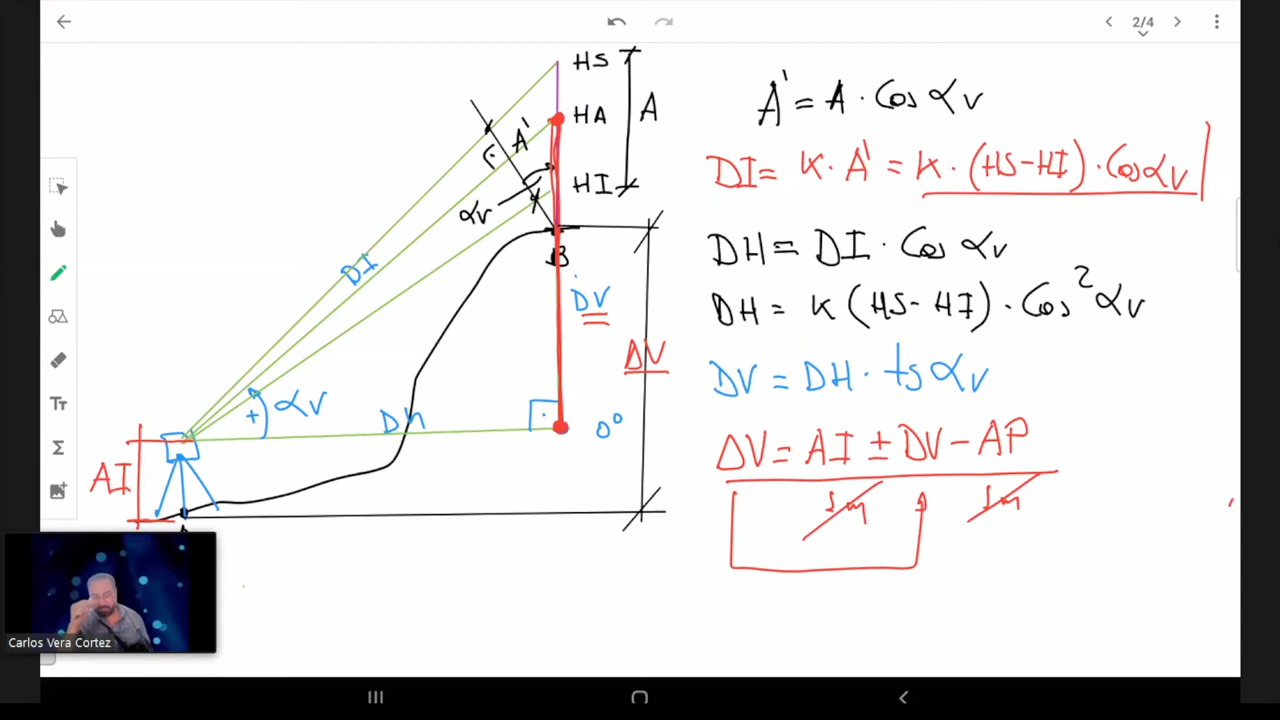 2/4
HS
HA
A
HI
A'
αv
DI
B
DV
ΔV
+
αv
Dh
0°
AI
A' = A · Cos αv
DI = K · A' = K · (HS-HI) · Cos αv
DH = DI · Cos αv
DH = K (HS-HI) · Cos² αv
DV = DH · tg αv
ΔV = AI ± DV - AP
Tт
Σ
Carlos Vera Cortez